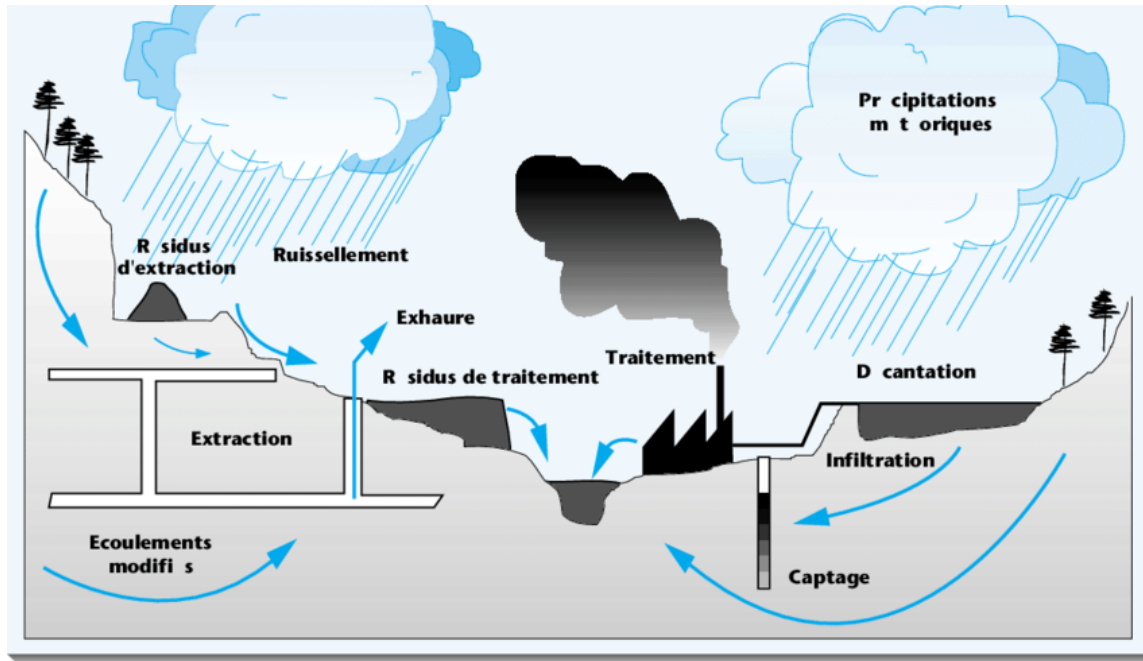 Pr cipitations
m t oriques
R sidus
d'extraction
Ruissellement
Exhaure
Traitement
R sidus de traitement
D cantation
Extraction
Infiltration
Ecoulements
modifi s
Captage